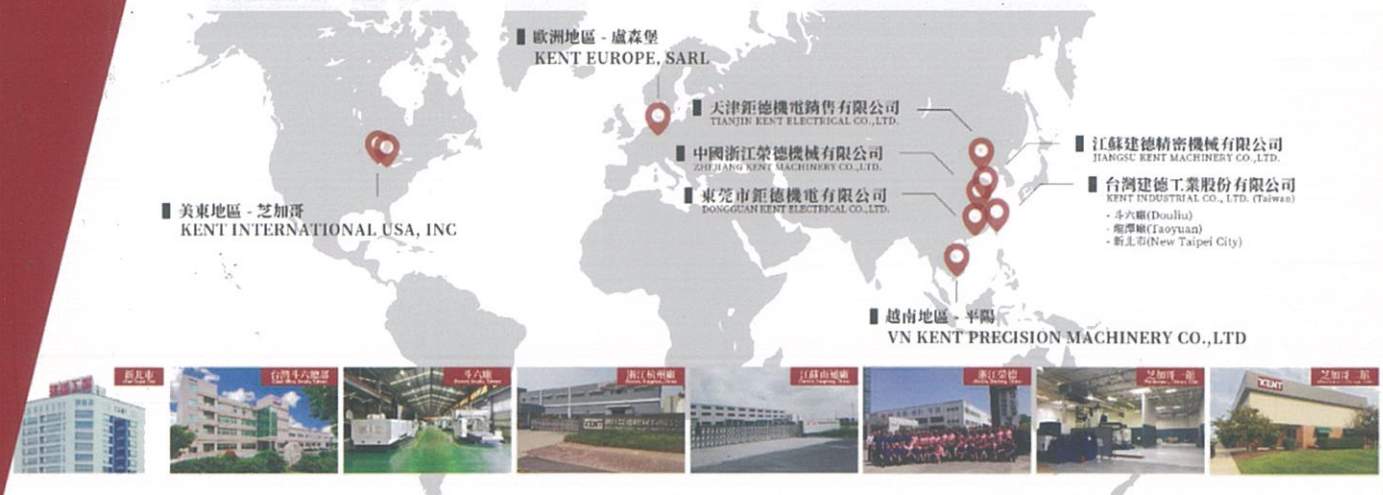 歐洲地區 - 盧森堡
KENT EUROPE, SARL
天津鉅德機電銷售有限公司
TIANJIN KENT ELECTRICAL CO.,LTD.
中國浙江榮德機械有限公司
ZHEJIANG KENT MACHINERY CO.,LTD.
江蘇建德精密機械有限公司
JIANGSU KENT MACHINERY CO.,LTD.
東莞市鉅德機電有限公司
DONGGUAN KENT ELECTRICAL CO.,LTD.
台灣建德工業股份有限公司
KENT INDUSTRIAL CO., LTD. (Taiwan)
- 斗六廠(Douliu)
- 龍潭廠(Taoyuan)
- 新北市(New Taipei City)
美東地區 - 芝加哥
KENT INTERNATIONAL USA, INC
越南地區 - 平陽
VN KENT PRECISION MACHINERY CO.,LTD
新北市
台灣斗六總部
斗六廠
浙江杭州廠
江蘇南通廠
浙江榮德
芝加哥一館
芝加哥二館
KENT